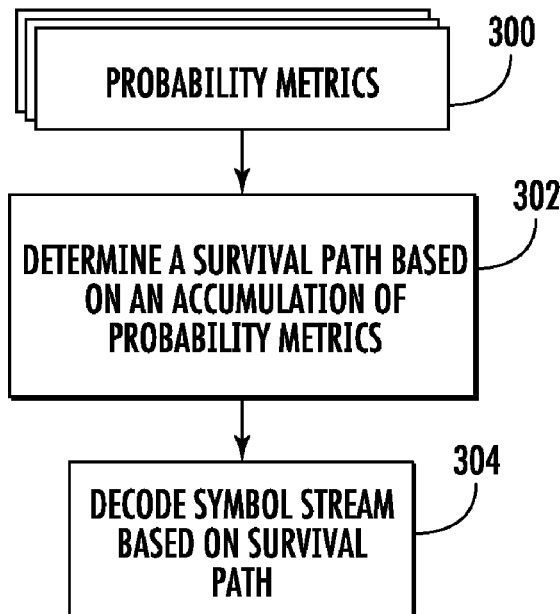 300
PROBABILITY METRICS
302
DETERMINE A SURVIVAL PATH BASED
ON AN ACCUMULATION OF
PROBABILITY METRICS
304
DECODE SYMBOL STREAM
BASED ON SURVIVAL
PATH